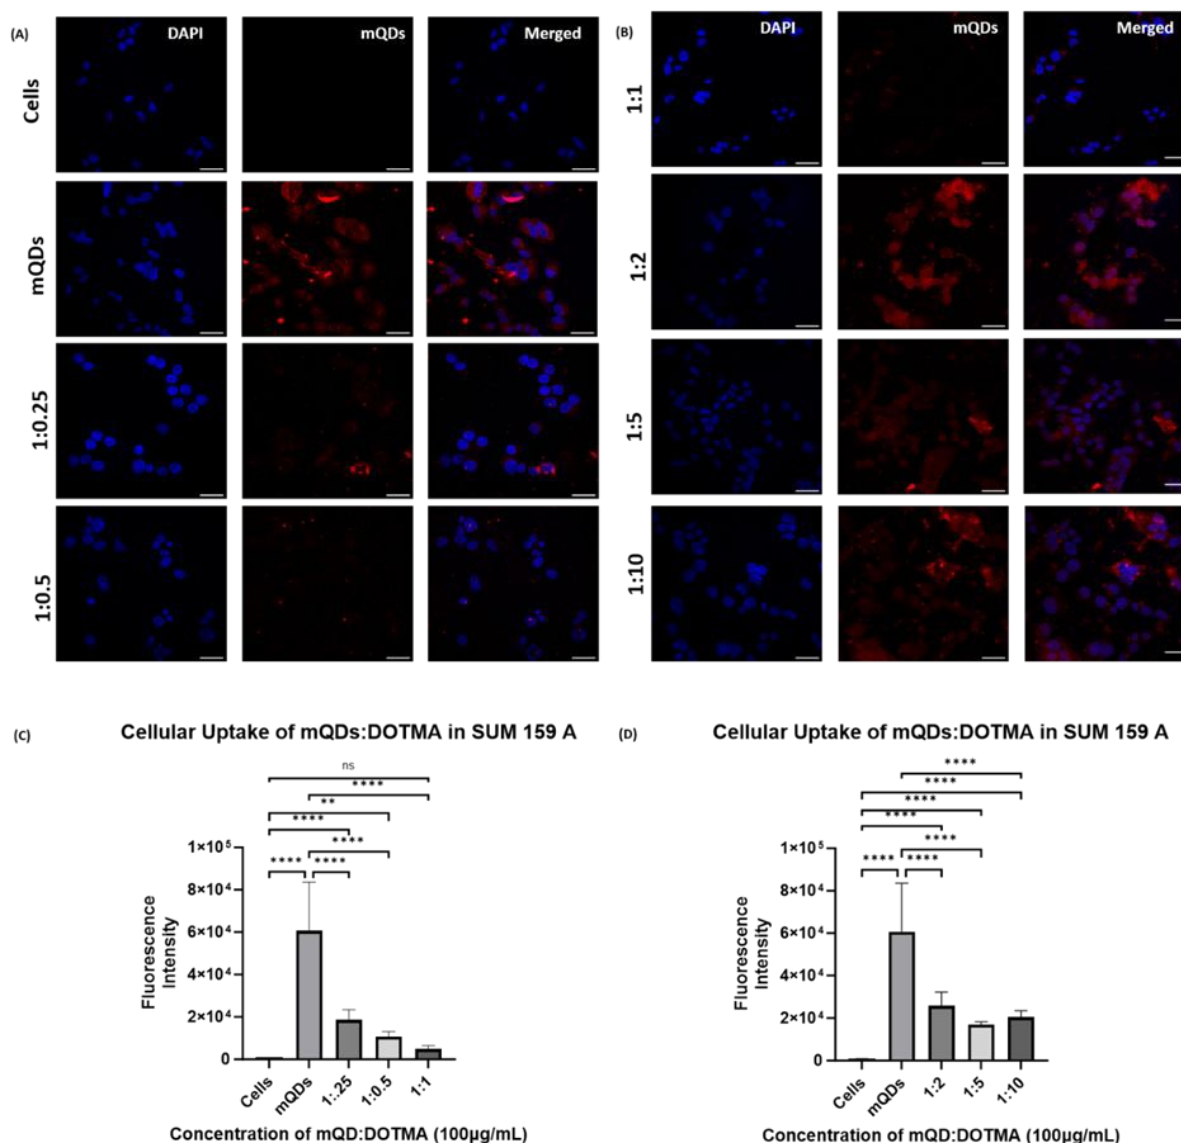 (A)
DAPI mQDs Merged
Cells
mQDs
1:0.25
1:0.5
(B)
DAPI mQDs Merged
1:1
1:2
1:5
1:10
(C)
Cellular Uptake of mQDs:DOTMA in SUM 159 A
ns
****
**
****
****
**** ****
1×10⁵
8×10⁴
6×10⁴
4×10⁴
2×10⁴
0
Fluorescence
Intensity
Cells mQDs 1:.25 1:0.5 1:1
Concentration of mQD:DOTMA (100µg/mL)
(D)
Cellular Uptake of mQDs:DOTMA in SUM 159 A
****
****
****
****
****
**** ****
1×10⁵
8×10⁴
6×10⁴
4×10⁴
2×10⁴
0
Fluorescence
Intensity
Cells mQDs 1:2 1:5 1:10
Concentration of mQD:DOTMA (100µg/mL)